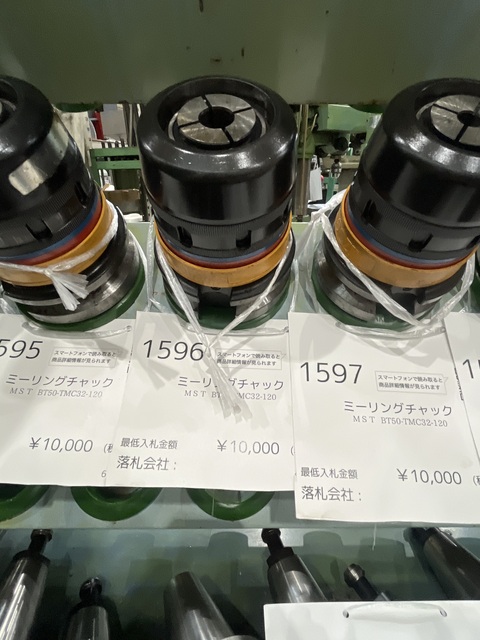 595
スマートフォンで読み取ると
商品詳細情報が見られます
ミーリングチャック
MST BT50-TMC32-120
¥10,000
1596
スマートフォンで読み取ると
商品詳細情報が見られます
ミーリングチャック
MST BT MC32-120
最低入札金額 ¥10,000
落札会社：
1597
スマートフォンで読み取ると
商品詳細情報が見られます
ミーリングチャック
MST BT50-TMC32-120
最低入札金額 ¥10,000
落札会社：